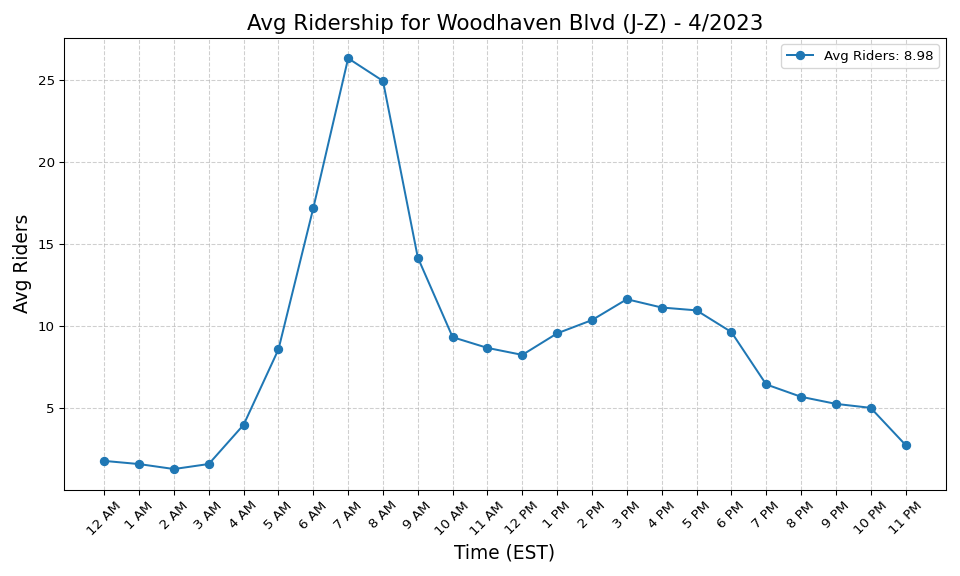 Avg Ridership for Woodhaven Blvd (J-Z) - 4/2023
Avg Riders: 8.98
Avg Riders
25
20
15
10
5
12 AM 1 AM 2 AM 3 AM 4 AM 5 AM 6 AM 7 AM 8 AM 9 AM 10 AM 11 AM 12 PM 1 PM 2 PM 3 PM 4 PM 5 PM 6 PM 7 PM 8 PM 9 PM 10 PM 11 PM
Time (EST)